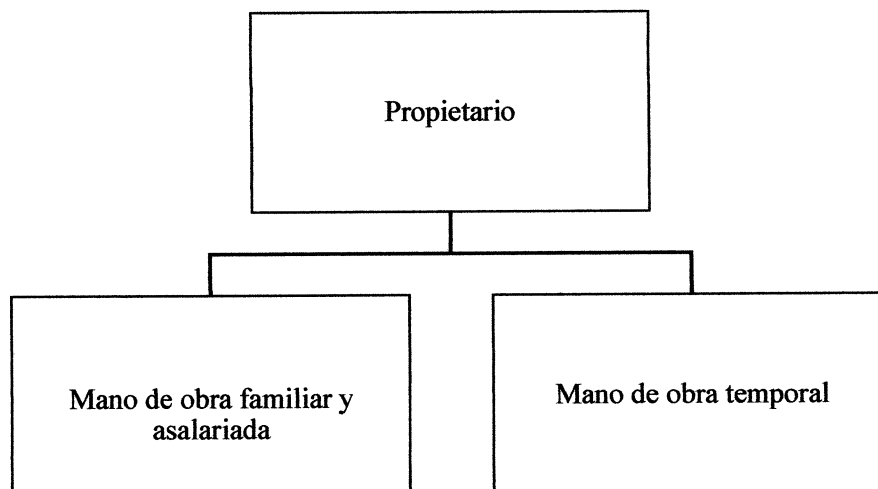 Propietario
Mano de obra familiar y
asalariada
Mano de obra temporal